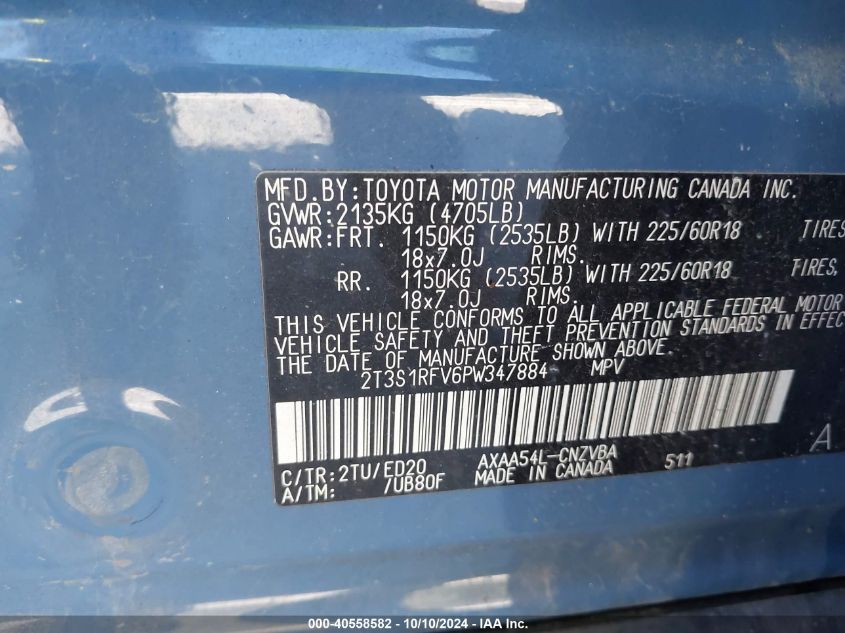 MFD.BY:TOYOTA MOTOR MANUFACTURING CANADA INC.
GVWR:2135KG (4705LB)
GAWR:FRT. 1150KG (2535LB) WITH 225/60R18 TIRES
18x7.0J RIMS.
RR. 1150KG (2535LB) WITH 225/60R18 TIRES,
18x7.0J RIMS.
THIS VEHICLE CONFORMS TO ALL APPLICABLE FEDERAL MOTOR
VEHICLE SAFETY AND THEFT PREVENTION STANDARDS IN EFFEC
THE DATE OF MANUFACTURE SHOWN ABOVE.
2T3S1RFV6PW347884 MPV
C/TR:2TU/ED20 AXAA54L-CNZVBA 511 A
A/TM: /UB80F MADE IN CANADA
000-40558582 - 10/10/2024 - IAA Inc.